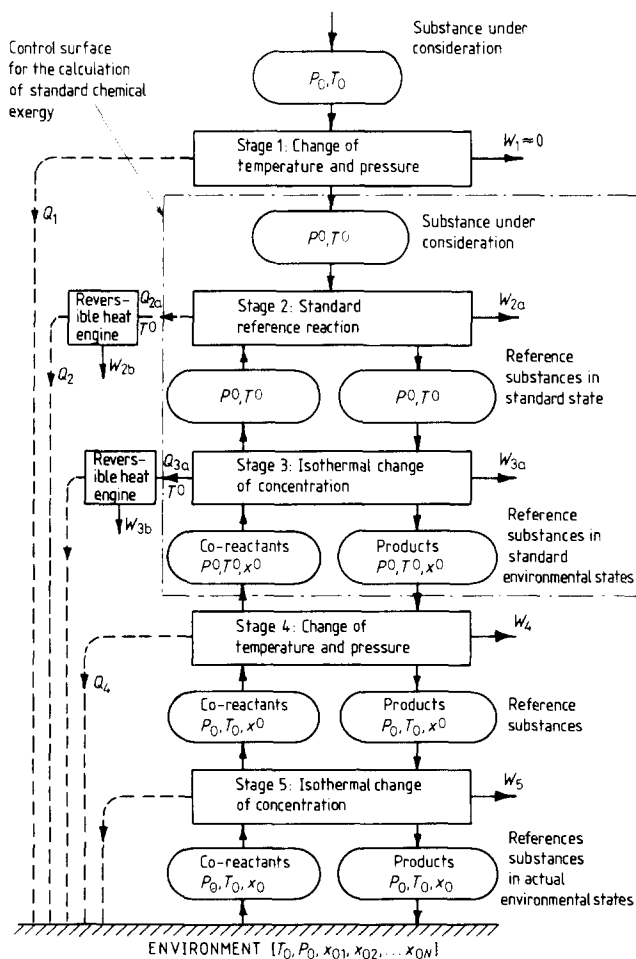 Substance under
consideration
Control surface
for the calculation
of standard chemical
exergy
P₀, T₀
Stage 1: Change of
temperature and pressure
W₁≈0
Q₁
P⁰, T⁰
Substance under
consideration
Revers-
ible heat
engine
Q₂ₐ
T⁰
Stage 2: Standard
reference reaction
W₂ₐ
Q₂
W₂b
P⁰, T⁰
P⁰, T⁰
Reference
substances in
standard state
Revers-
ible heat
engine
Q₃ₐ
T⁰
Stage 3: Isothermal change
of concentration
W₃ₐ
W₃b
Co-reactants
P⁰, T⁰, x⁰
Products
P⁰, T⁰, x⁰
Reference
substances in
standard
environmental states
Stage 4: Change of
temperature and pressure
W₄
Q₄
Co-reactants
P₀, T₀, x⁰
Products
P₀, T₀, x⁰
Reference
substances
Stage 5: Isothermal change
of concentration
W₅
Co-reactants
P₀, T₀, x₀
Products
P₀, T₀, x₀
References
substances
in actual
environmental states
ENVIRONMENT [T₀, P₀, x₀₁, x₀₂, ... x₀N]